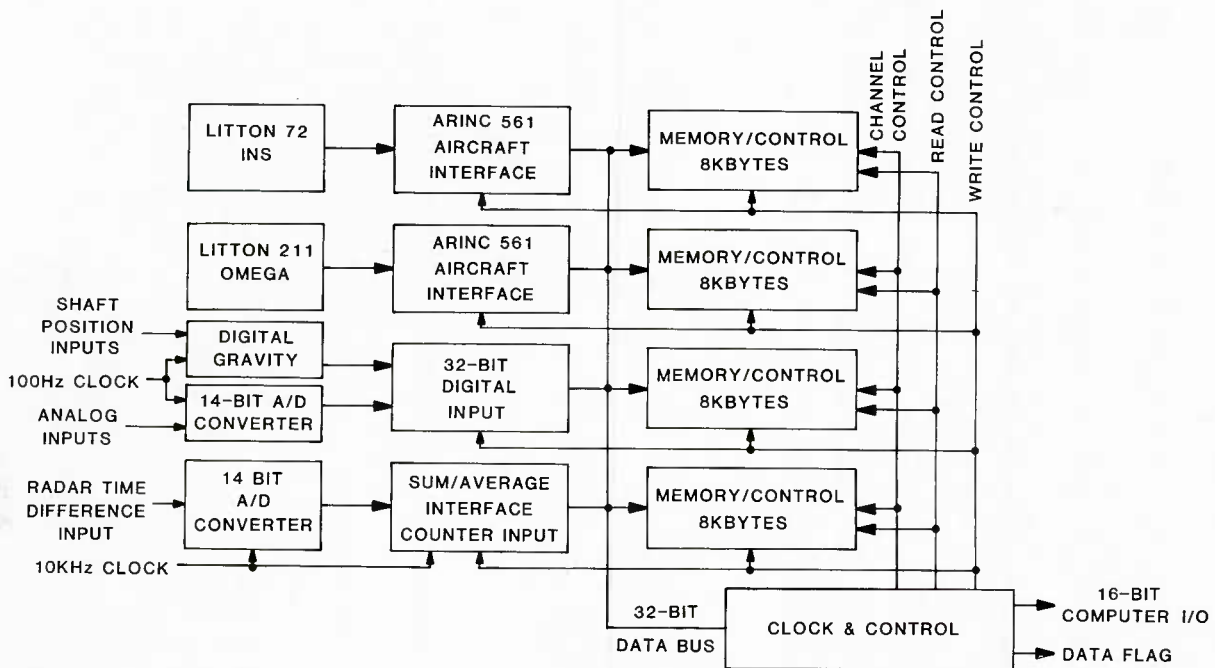 CHANNEL
CONTROL
READ CONTROL
WRITE CONTROL
LITTON 72
INS
ARINC 561
AIRCRAFT
INTERFACE
MEMORY/CONTROL
8KBYTES
LITTON 211
OMEGA
ARINC 561
AIRCRAFT
INTERFACE
MEMORY/CONTROL
8KBYTES
SHAFT
POSITION
INPUTS
DIGITAL
GRAVITY
100Hz CLOCK
14-BIT A/D
CONVERTER
ANALOG
INPUTS
32-BIT
DIGITAL
INPUT
MEMORY/CONTROL
8KBYTES
RADAR TIME
DIFFERENCE
INPUT
14 BIT
A/D
CONVERTER
SUM/AVERAGE
INTERFACE
COUNTER INPUT
MEMORY/CONTROL
8KBYTES
10KHz CLOCK
32-BIT
DATA BUS
CLOCK & CONTROL
16-BIT
COMPUTER I/O
DATA FLAG